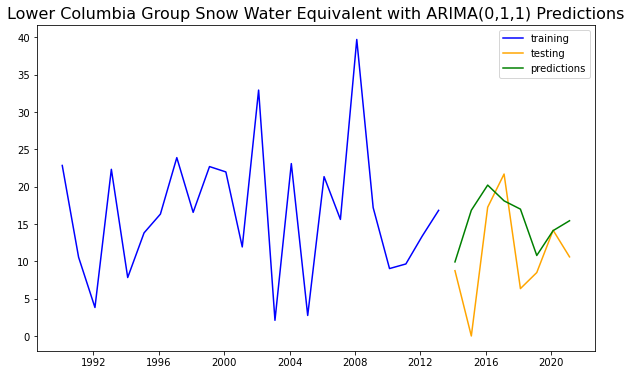 Lower Columbia Group Snow Water Equivalent with ARIMA(0,1,1) Predictions
training
testing
predictions
40
35
30
25
20
15
10
5
0
1992 1996 2000 2004 2008 2012 2016 2020